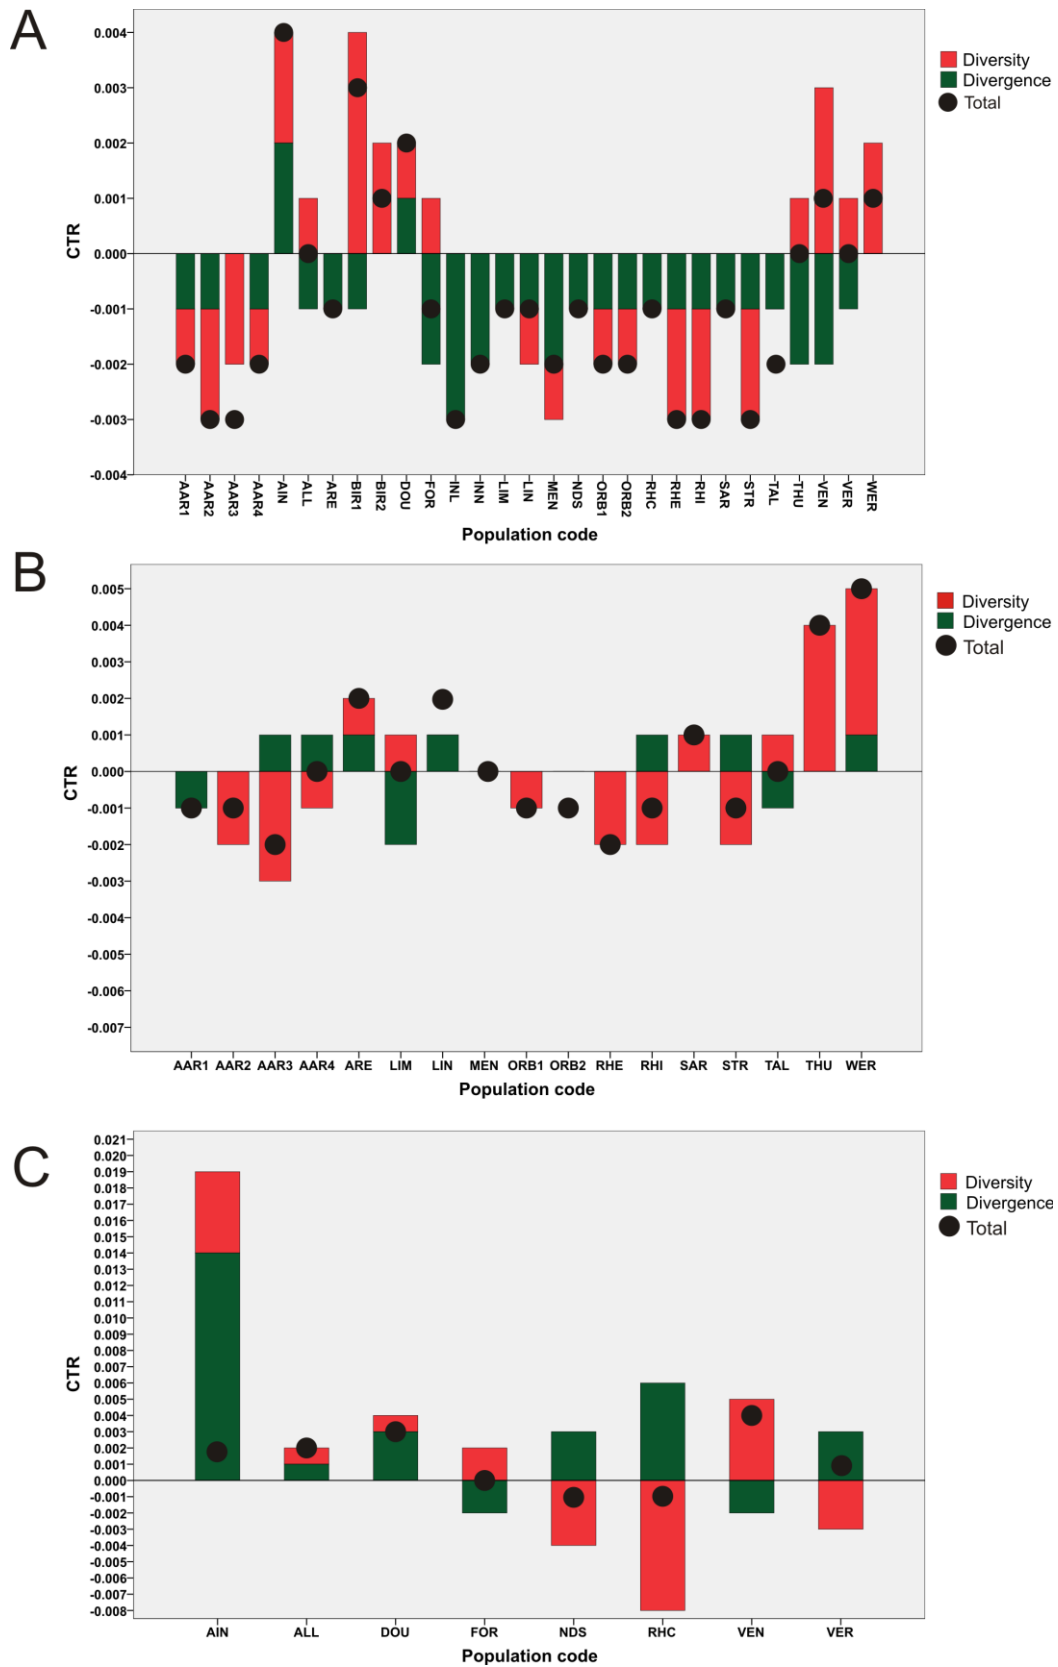 A
0.004
0.003
0.002
0.001
0.000
-0.001
-0.002
-0.003
-0.004
CTR
AAR1 AAR2 AAR3 AAR4 AIN ALL ARE BIR1 BIR2 DOU FOR INL INN LIM LIN MEN NDS ORB1 ORB2 RHC RHE RHI SAR STR TAL THU VEN VER WER
Population code
Diversity
Divergence
Total
B
0.005
0.004
0.003
0.002
0.001
0.000
-0.001
-0.002
-0.003
-0.004
-0.005
-0.006
-0.007
CTR
AAR1 AAR2 AAR3 AAR4 ARE LIM LIN MEN ORB1 ORB2 RHE RHI SAR STR TAL THU WER
Population code
Diversity
Divergence
Total
C
0.021
0.020
0.019
0.018
0.017
0.016
0.015
0.014
0.013
0.012
0.011
0.010
0.009
0.008
0.007
0.006
0.005
0.004
0.003
0.002
0.001
0.000
-0.001
-0.002
-0.003
-0.004
-0.005
-0.006
-0.007
-0.008
CTR
AIN ALL DOU FOR NDS RHC VEN VER
Population code
Diversity
Divergence
Total